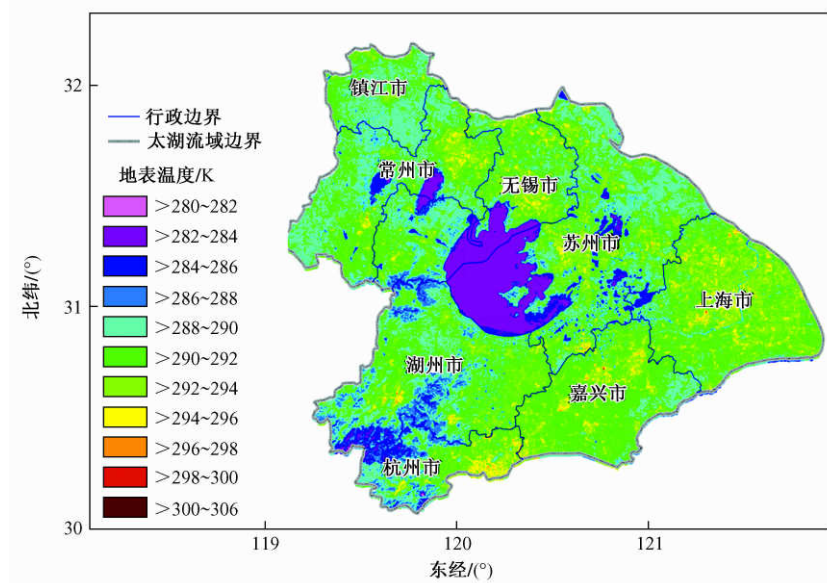 32
31
30
北纬/(°)
行政边界
太湖流域边界
地表温度/K
>280~282
>282~284
>284~286
>286~288
>288~290
>290~292
>292~294
>294~296
>296~298
>298~300
>300~306
镇江市
常州市
无锡市
苏州市
上海市
湖州市
嘉兴市
杭州市
119
120
121
东经/(°)